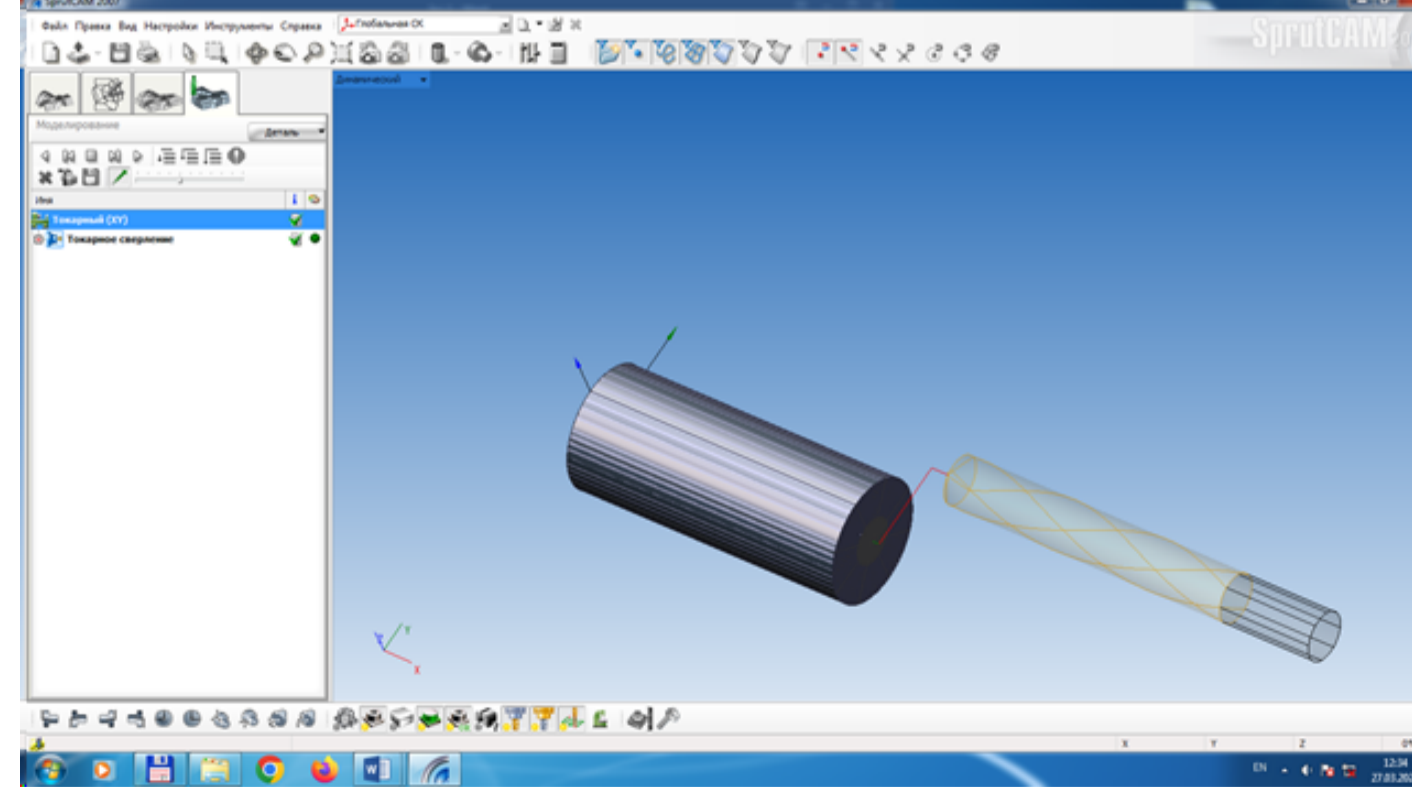 SprutCAM 2007
Файл Правка Вид Настройки Инструменты Справка Глобальная СК
SprutCAM
Динамический
Моделирование
Деталь
Имя
Токарный (XY)
Токарное сверление
Y
X
X Y Z
EN 12:34